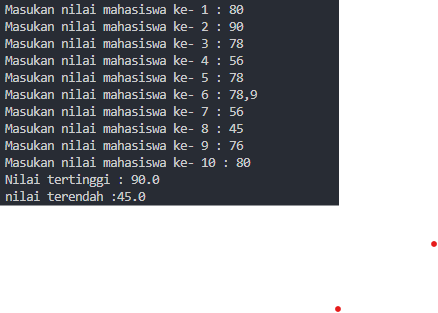 Masukan nilai mahasiswa ke- 1 : 80
Masukan nilai mahasiswa ke- 2 : 90
Masukan nilai mahasiswa ke- 3 : 78
Masukan nilai mahasiswa ke- 4 : 56
Masukan nilai mahasiswa ke- 5 : 78
Masukan nilai mahasiswa ke- 6 : 78,9
Masukan nilai mahasiswa ke- 7 : 56
Masukan nilai mahasiswa ke- 8 : 45
Masukan nilai mahasiswa ke- 9 : 76
Masukan nilai mahasiswa ke- 10 : 80
Nilai tertinggi : 90.0
nilai terendah :45.0